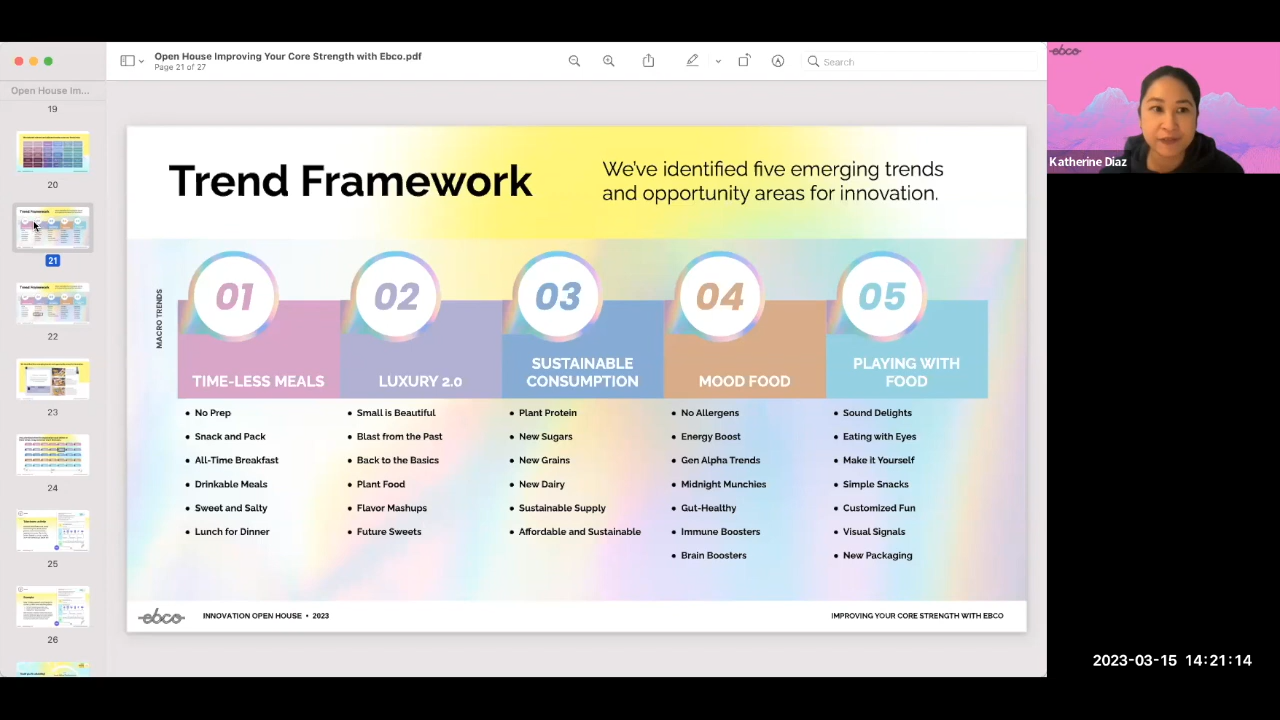 Open House Improving Your Core Strength with Ebco.pdf
Page 21 of 27
Search
Open House Im...
19
20
21
22
23
24
25
26
Trend Framework
We've identified five emerging trends
and opportunity areas for innovation.
MACRO TRENDS
01
TIME-LESS MEALS
• No Prep
• Snack and Pack
• All-Time Breakfast
• Drinkable Meals
• Sweet and Salty
• Lunch for Dinner
02
LUXURY 2.0
• Small is Beautiful
• Blast from the Past
• Back to the Basics
• Plant Food
• Flavor Mashups
• Future Sweets
03
SUSTAINABLE
CONSUMPTION
• Plant Protein
• New Sugars
• New Grains
• New Dairy
• Sustainable Supply
• Affordable and Sustainable
04
MOOD FOOD
• No Allergens
• Energy Boost
• Gen Alpha Trends
• Midnight Munchies
• Gut-Healthy
• Immune Boosters
• Brain Boosters
05
PLAYING WITH
FOOD
• Sound Delights
• Eating with Eyes
• Make it Yourself
• Simple Snacks
• Customized Fun
• Visual Signals
• New Packaging
ebco
INNOVATION OPEN HOUSE • 2023
IMPROVING YOUR CORE STRENGTH WITH EBCO
ebco
Katherine Diaz
2023-03-15 14:21:14